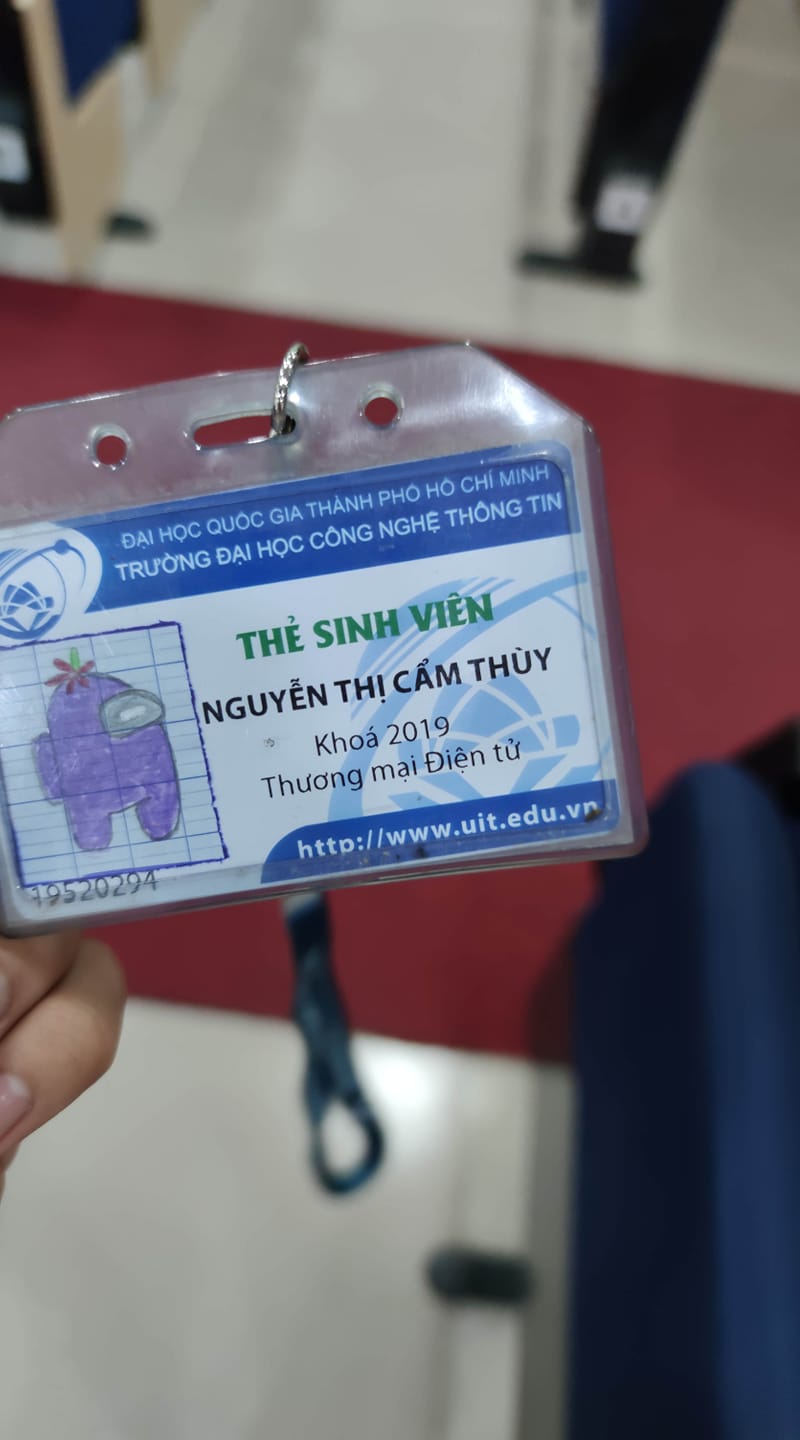 ĐẠI HỌC QUỐC GIA THÀNH PHỐ HỒ CHÍ MINH
TRƯỜNG ĐẠI HỌC CÔNG NGHỆ THÔNG TIN
THẺ SINH VIÊN
NGUYỄN THỊ CẨM THÙY
Khoá 2019
Thương mại Điện tử
19520294
http://www.uit.edu.vn